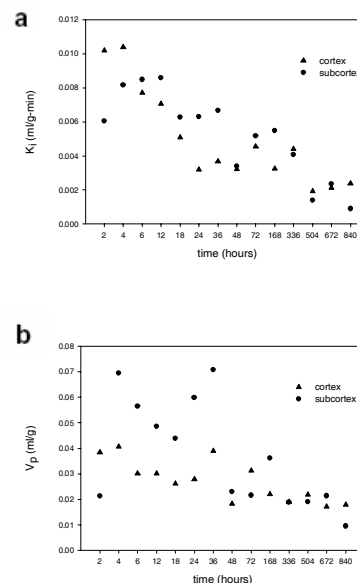 a
0.012
0.010
0.008
0.006
0.004
0.002
0.000
Ki (ml/g-min)
cortex
subcortex
2 4 6 12 18 24 36 48 72 168 336 504 672 840
time (hours)
b
0.08
0.07
0.06
0.05
0.04
0.03
0.02
0.01
0.00
Vp (ml/g)
cortex
subcortex
2 4 6 12 18 24 36 48 72 168 336 504 672 840
time (hours)